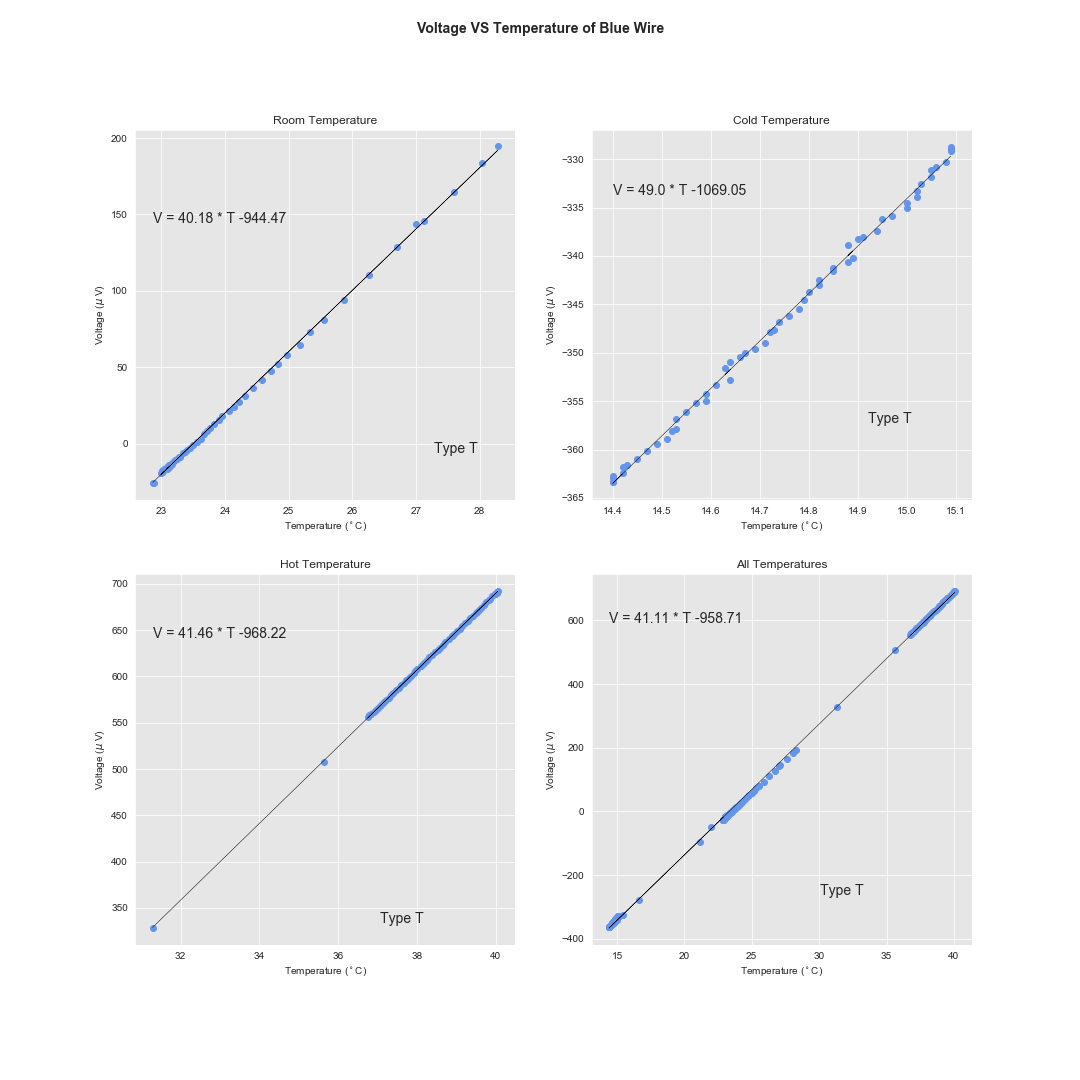 Voltage VS Temperature of Blue Wire
Room Temperature
200
150
100
50
0
V = 40.18 * T -944.47
Type T
23 24 25 26 27 28
Temperature (°C)
Voltage (μ V)
Cold Temperature
−330
−335
−340
−345
−350
−355
−360
−365
V = 49.0 * T -1069.05
Type T
14.4 14.5 14.6 14.7 14.8 14.9 15.0 15.1
Temperature (°C)
Voltage (μ V)
Hot Temperature
700
650
600
550
500
450
400
350
V = 41.46 * T -968.22
Type T
32 34 36 38 40
Temperature (°C)
Voltage (μ V)
All Temperatures
600
400
200
0
−200
−400
V = 41.11 * T -958.71
Type T
15 20 25 30 35 40
Temperature (°C)
Voltage (μ V)